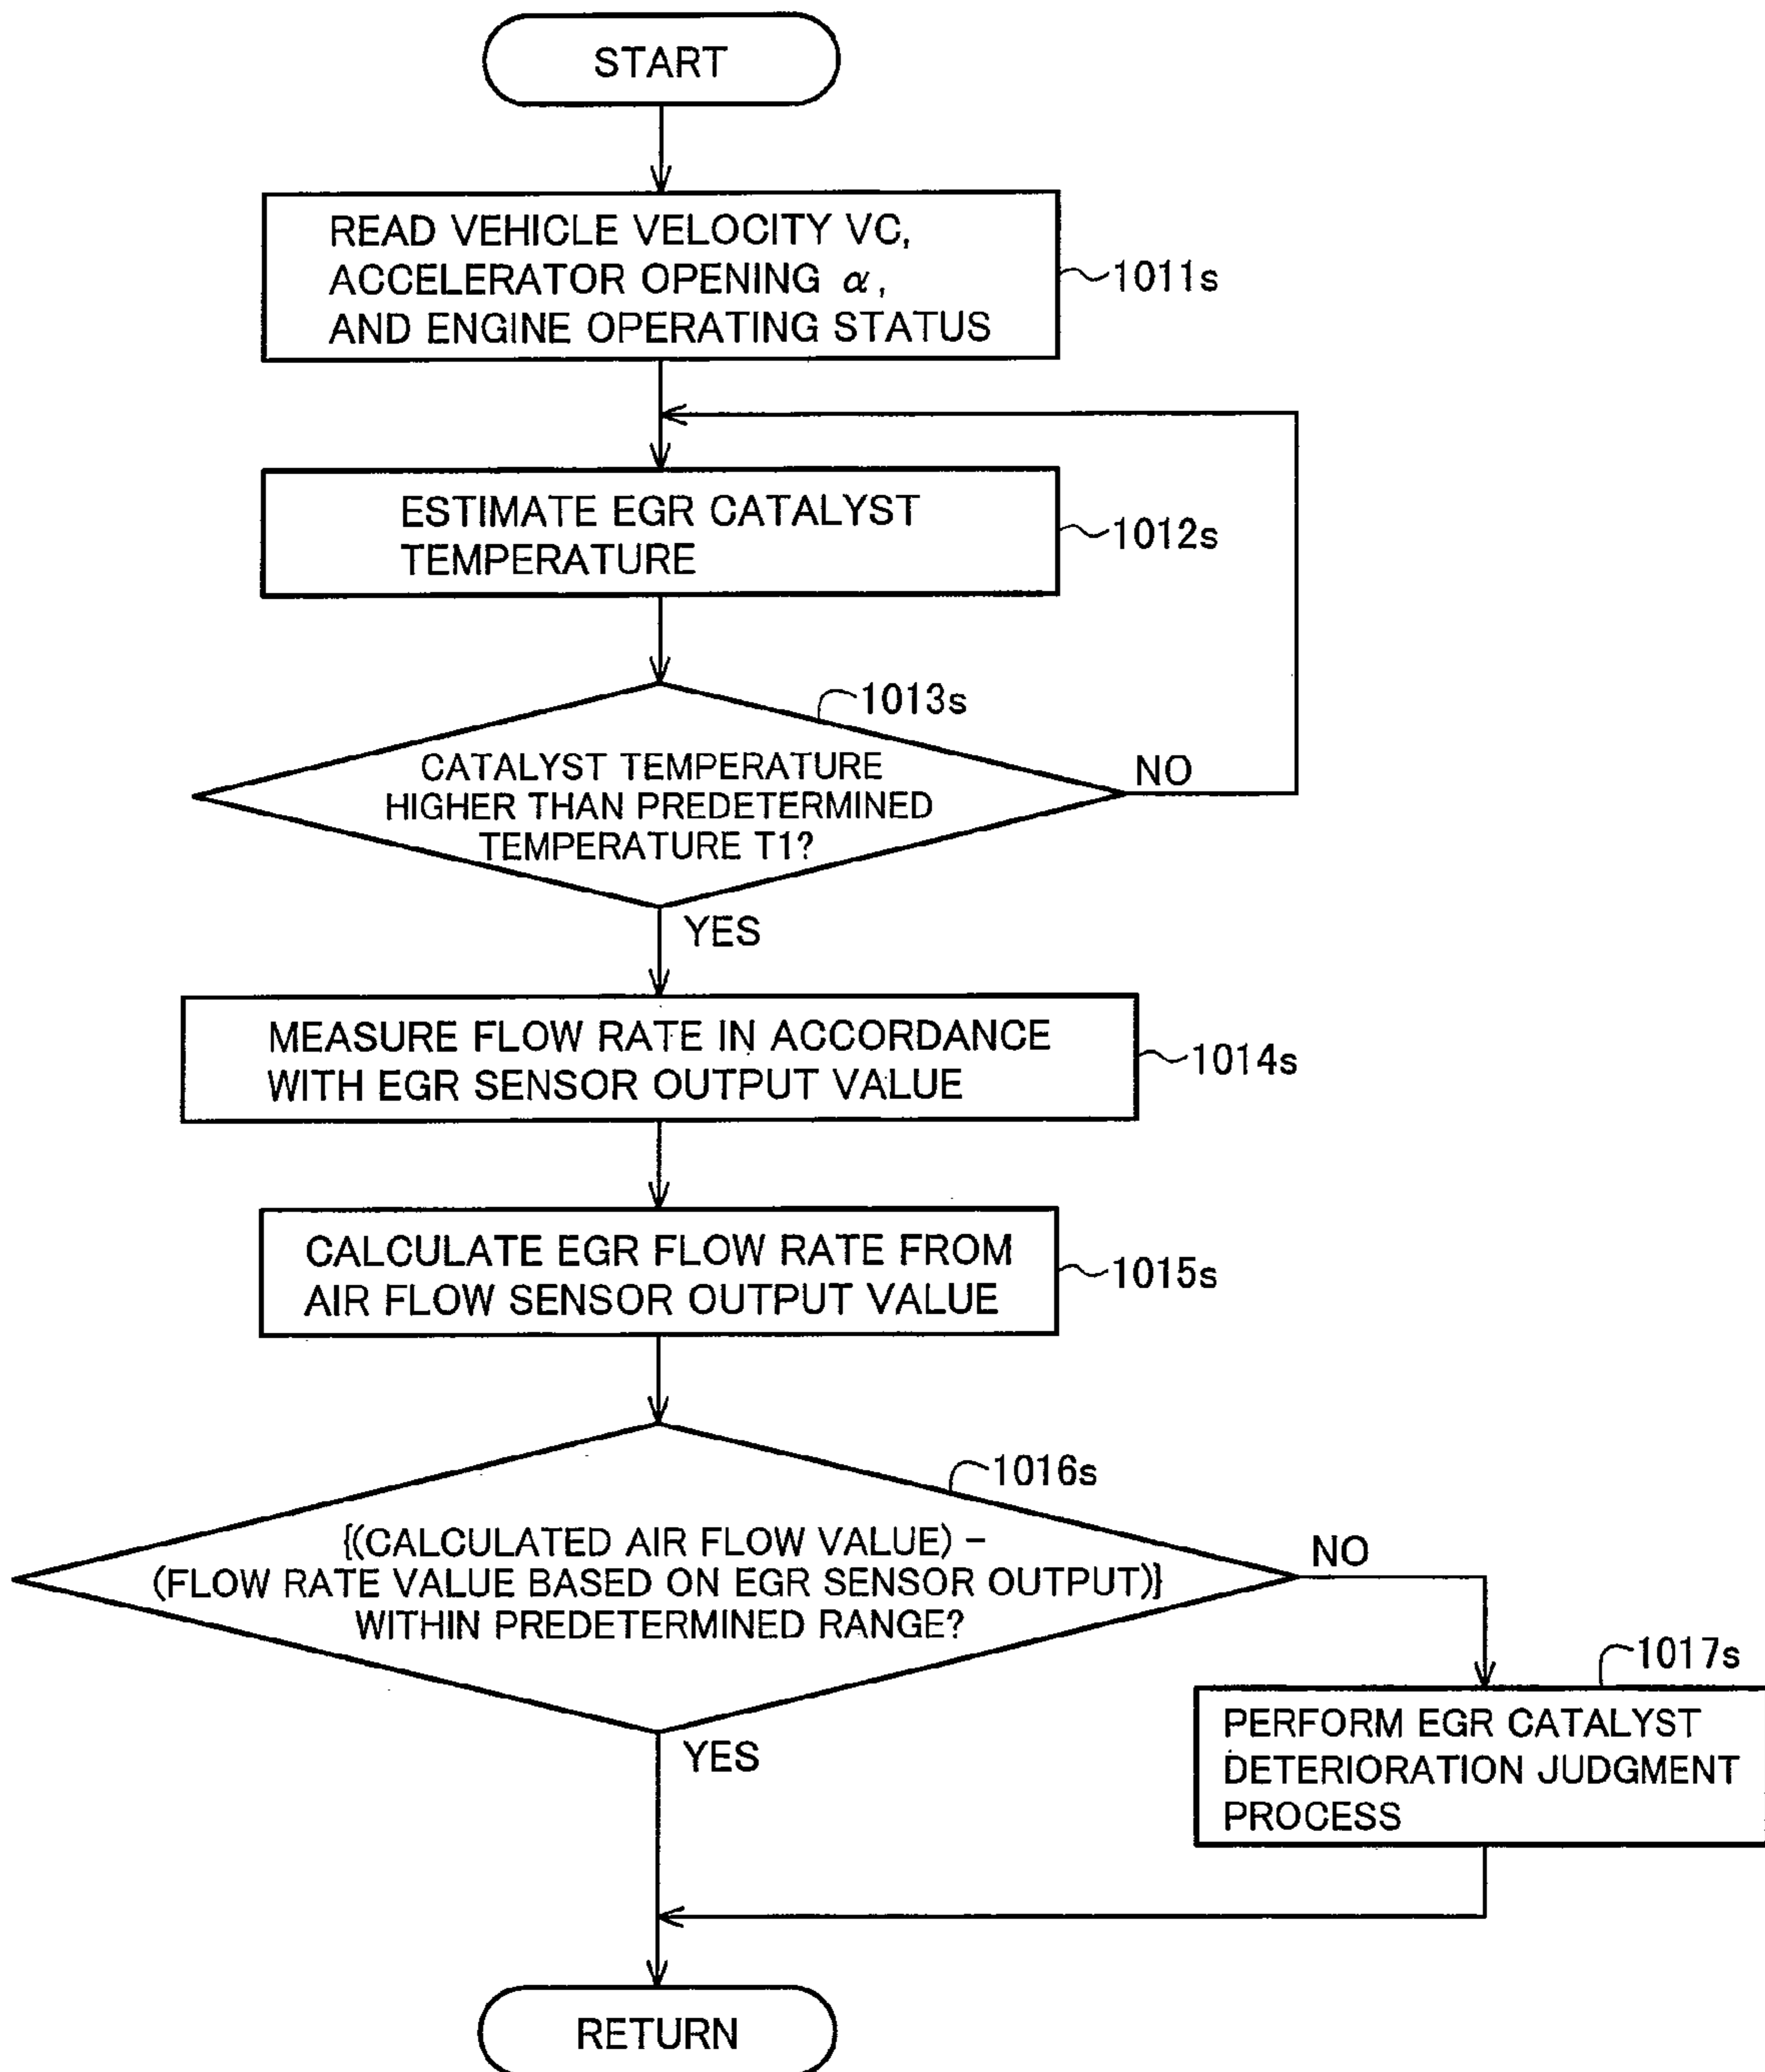 START
READ VEHICLE VELOCITY VC,
ACCELERATOR OPENING α,
AND ENGINE OPERATING STATUS
1011s
ESTIMATE EGR CATALYST
TEMPERATURE
1012s
1013s
CATALYST TEMPERATURE
HIGHER THAN PREDETERMINED
TEMPERATURE T1?
NO
YES
MEASURE FLOW RATE IN ACCORDANCE
WITH EGR SENSOR OUTPUT VALUE
1014s
CALCULATE EGR FLOW RATE FROM
AIR FLOW SENSOR OUTPUT VALUE
1015s
1016s
{(CALCULATED AIR FLOW VALUE) –
(FLOW RATE VALUE BASED ON EGR SENSOR OUTPUT)}
WITHIN PREDETERMINED RANGE?
NO
YES
1017s
PERFORM EGR CATALYST
DETERIORATION JUDGMENT
PROCESS
RETURN